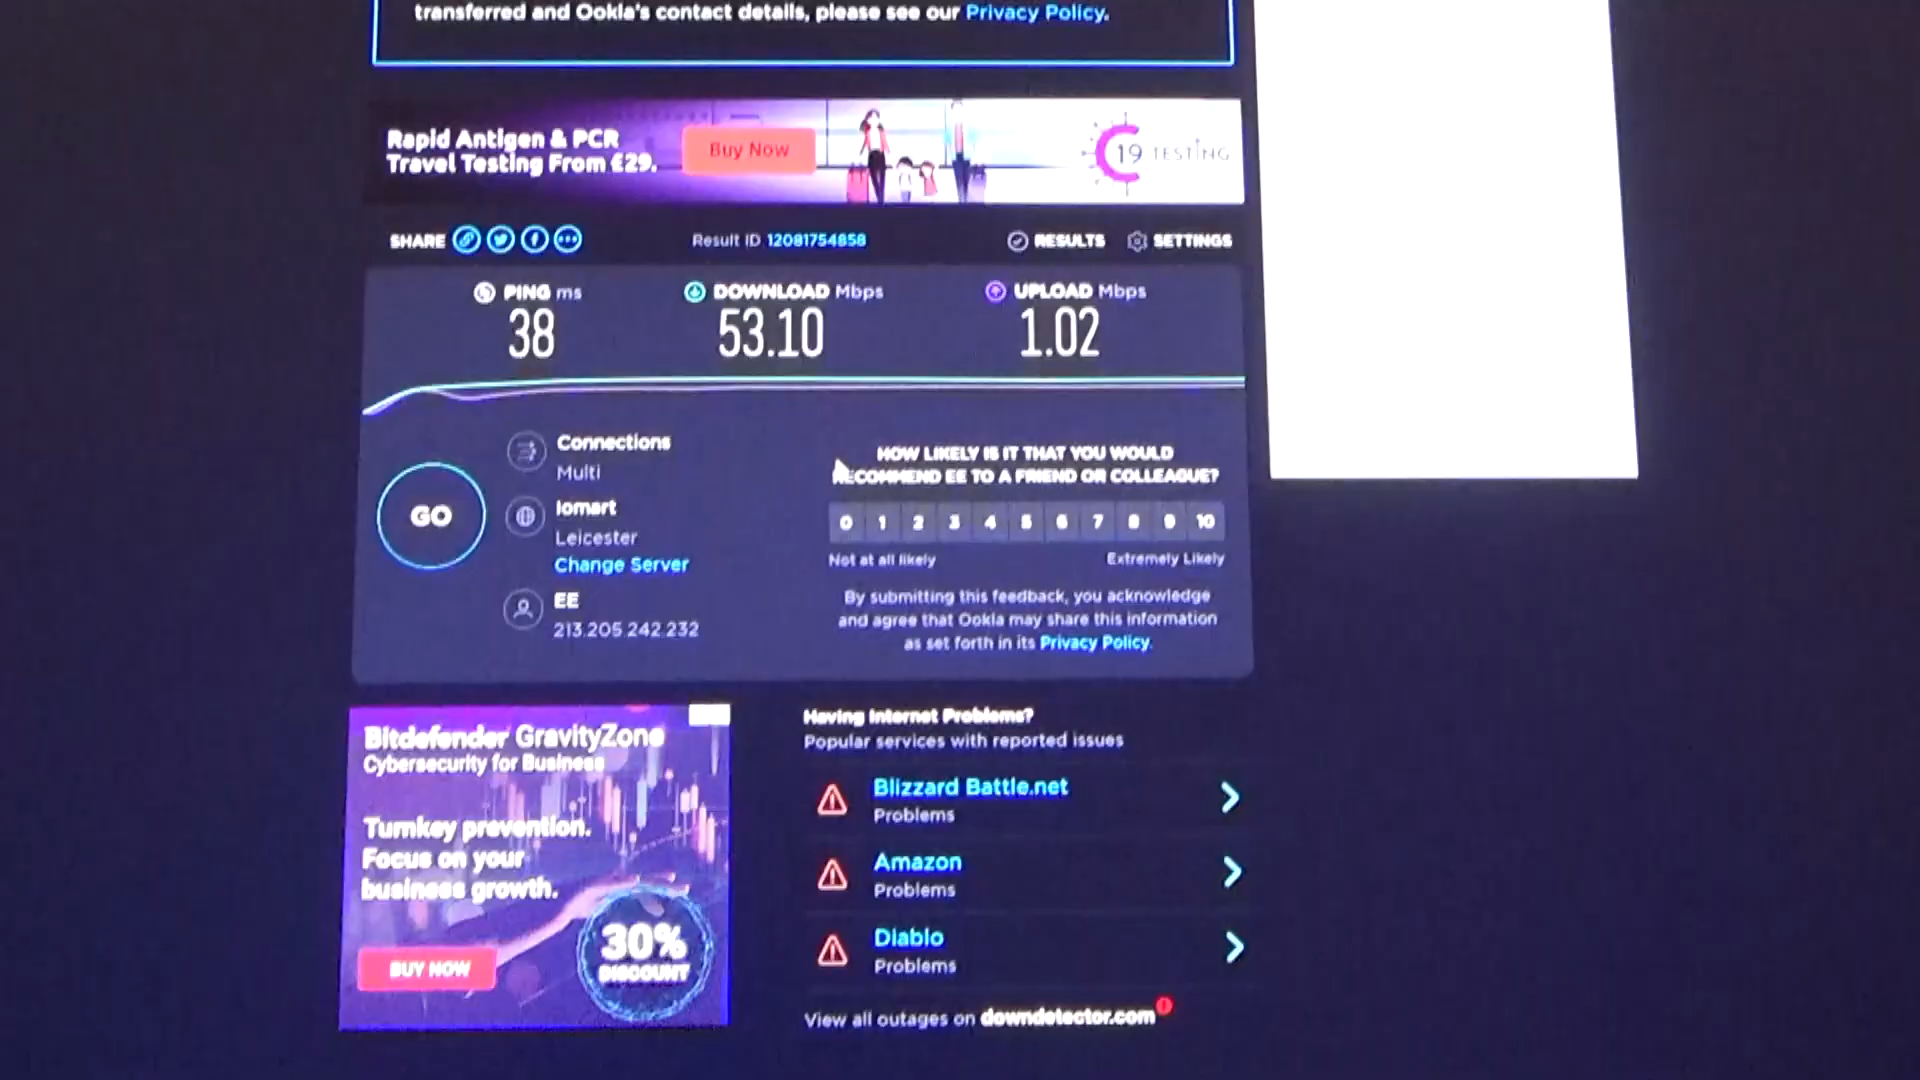 transferred and Ookla's contact details, please see our Privacy Policy.
Rapid Antigen & PCR
Travel Testing From £29.
Buy Now
19 TESTING
SHARE
Result ID 12081754858
RESULTS
SETTINGS
PING ms
38
DOWNLOAD Mbps
53.10
UPLOAD Mbps
1.02
GO
Connections
Multi
Iomart
Leicester
Change Server
EE
213.205.242.232
HOW LIKELY IS IT THAT YOU WOULD
RECOMMEND EE TO A FRIEND OR COLLEAGUE?
0 1 2 3 4 5 6 7 8 9 10
Not at all likely
Extremely Likely
By submitting this feedback, you acknowledge
and agree that Ookla may share this information
as set forth in its Privacy Policy.
Bitdefender GravityZone
Cybersecurity for Business
Turnkey prevention.
Focus on your
business growth.
30%
DISCOUNT
BUY NOW
Having Internet Problems?
Popular services with reported issues
Blizzard Battle.net
Problems
Amazon
Problems
Diablo
Problems
View all outages on downdetector.com